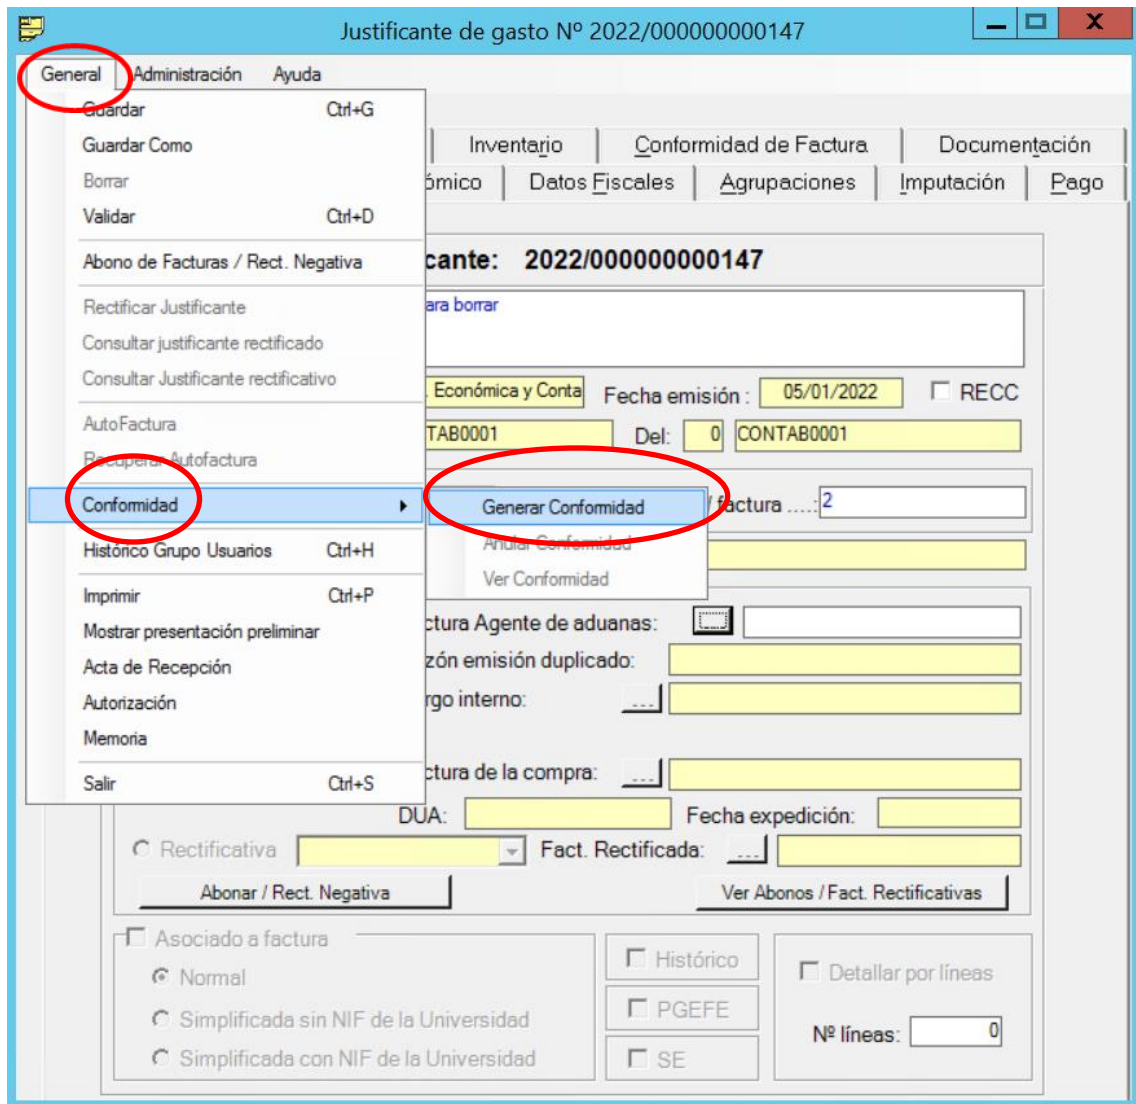 Justificante de gasto Nº 2022/000000000147
General Administración Ayuda
Guardar Ctrl+G
Guardar Como
Borrar
Validar Ctrl+D
Abono de Facturas / Rect. Negativa
Rectificar Justificante
Consultar justificante rectificado
Consultar Justificante rectificativo
AutoFactura
Recuperar Autofactura
Conformidad
Histórico Grupo Usuarios Ctrl+H
Imprimir Ctrl+P
Mostrar presentación preliminar
Acta de Recepción
Autorización
Memoria
Salir Ctrl+S
Generar Conformidad
Anular Conformidad
Ver Conformidad
Inventario Conformidad de Factura Documentación
ómico Datos Fiscales Agrupaciones Imputación Pago
cante: 2022/000000000147
ara borrar
. Económica y Conta Fecha emisión : 05/01/2022 RECC
TAB0001 Del: 0 CONTAB0001
/ factura ....: 2
ctura Agente de aduanas:
zón emisión duplicado:
rgo interno: ...
ctura de la compra: ...
DUA: Fecha expedición:
Rectificativa Fact. Rectificada: ...
Abonar / Rect. Negativa Ver Abonos / Fact. Rectificativas
Asociado a factura
Normal
Simplificada sin NIF de la Universidad
Simplificada con NIF de la Universidad
Histórico
PGEFE
SE
Detallar por líneas
Nº líneas: 0